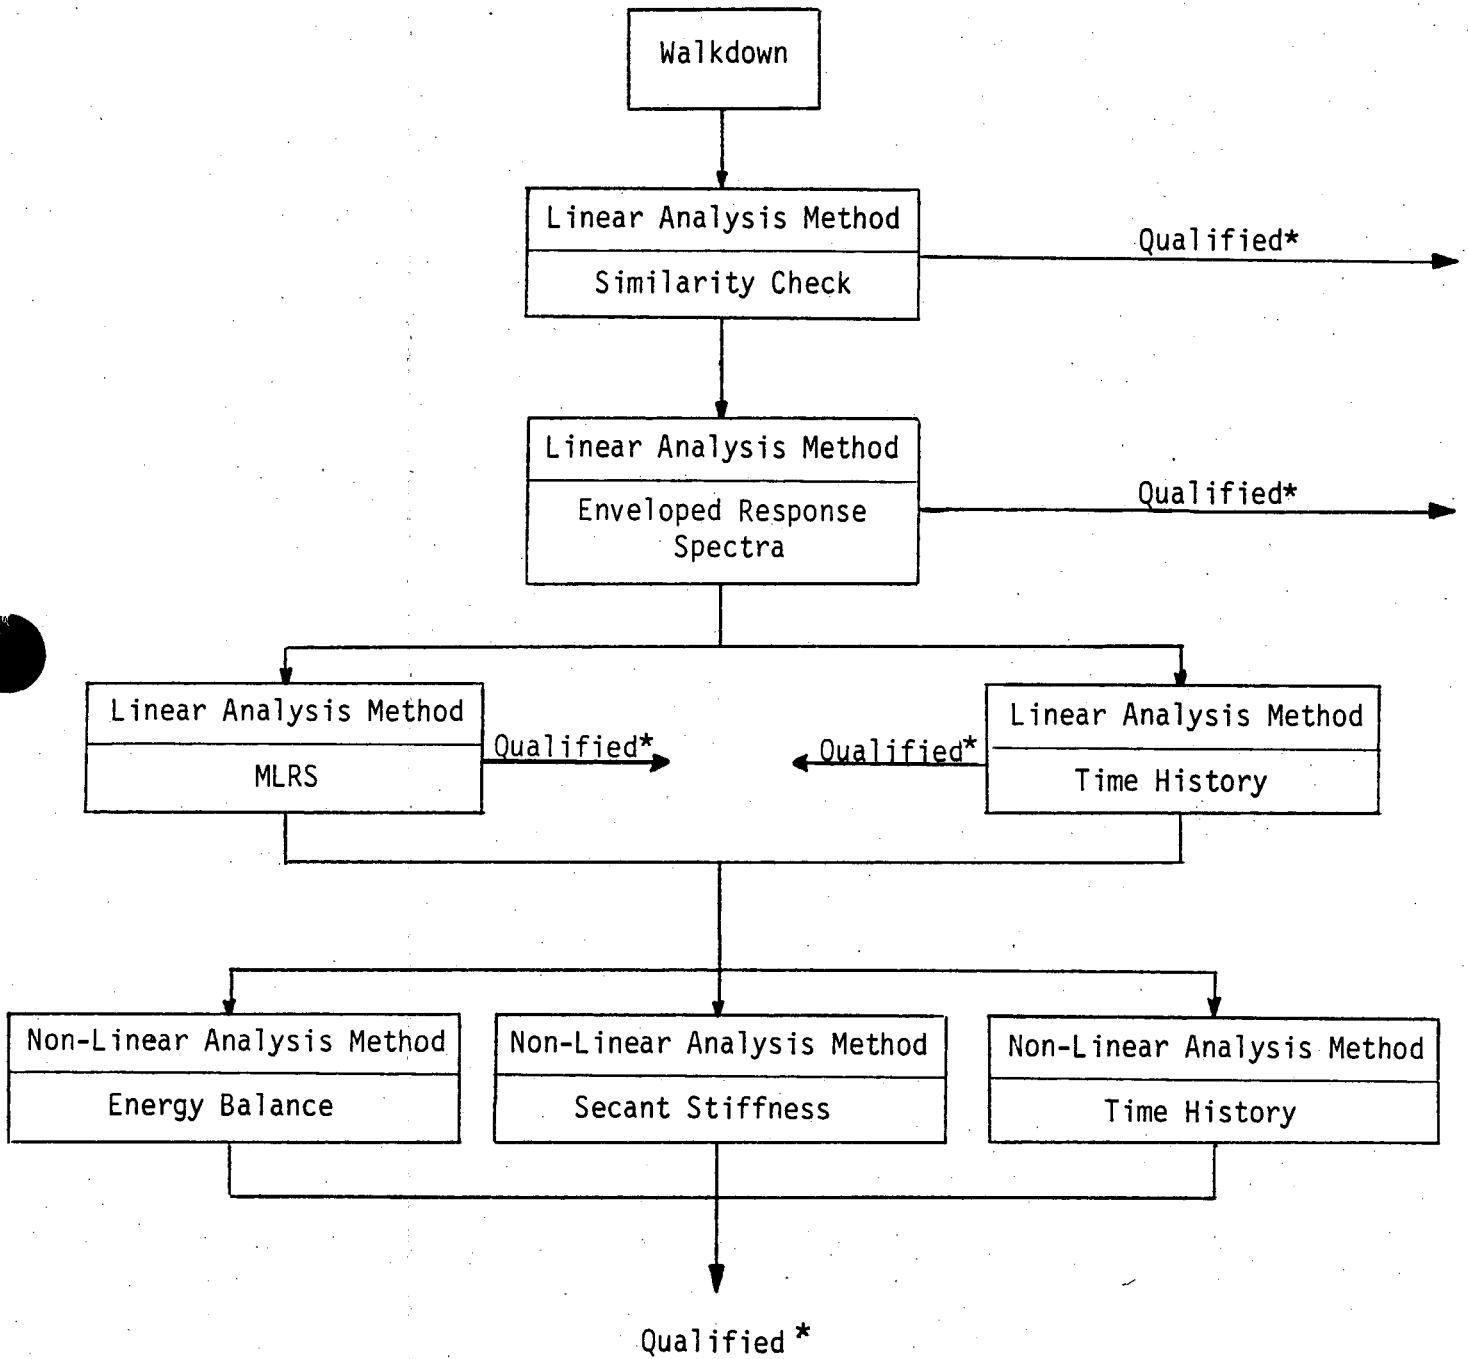 Walkdown
Linear Analysis Method
Qualified*
Similarity Check
Linear Analysis Method
Qualified*
Enveloped Response
Spectra
Linear Analysis Method
Linear Analysis Method
Qualified*
Qualified*
MLRS
Time History
Non-Linear Analysis Method
Non-Linear Analysis Method
Non-Linear Analysis Method
Energy Balance
Secant Stiffness
Time History
Qualified*